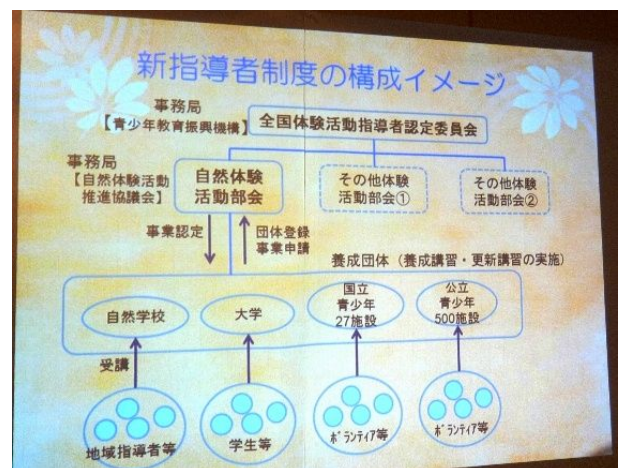 新指導者制度の構成イメージ
事務局
【青少年教育振興機構】
全国体験活動指導者認定委員会
事務局
【自然体験活動
推進協議会】
自然体験
活動部会
その他体験
活動部会①
その他体験
活動部会②
事業認定
団体登録
事業申請
養成団体（養成講習・更新講習の実施）
自然学校
大学
国立
青少年
27施設
公立
青少年
500施設
受講
地域指導者等
学生等
ﾎﾞﾗﾝﾃｨｱ等
ﾎﾞﾗﾝﾃｨｱ等